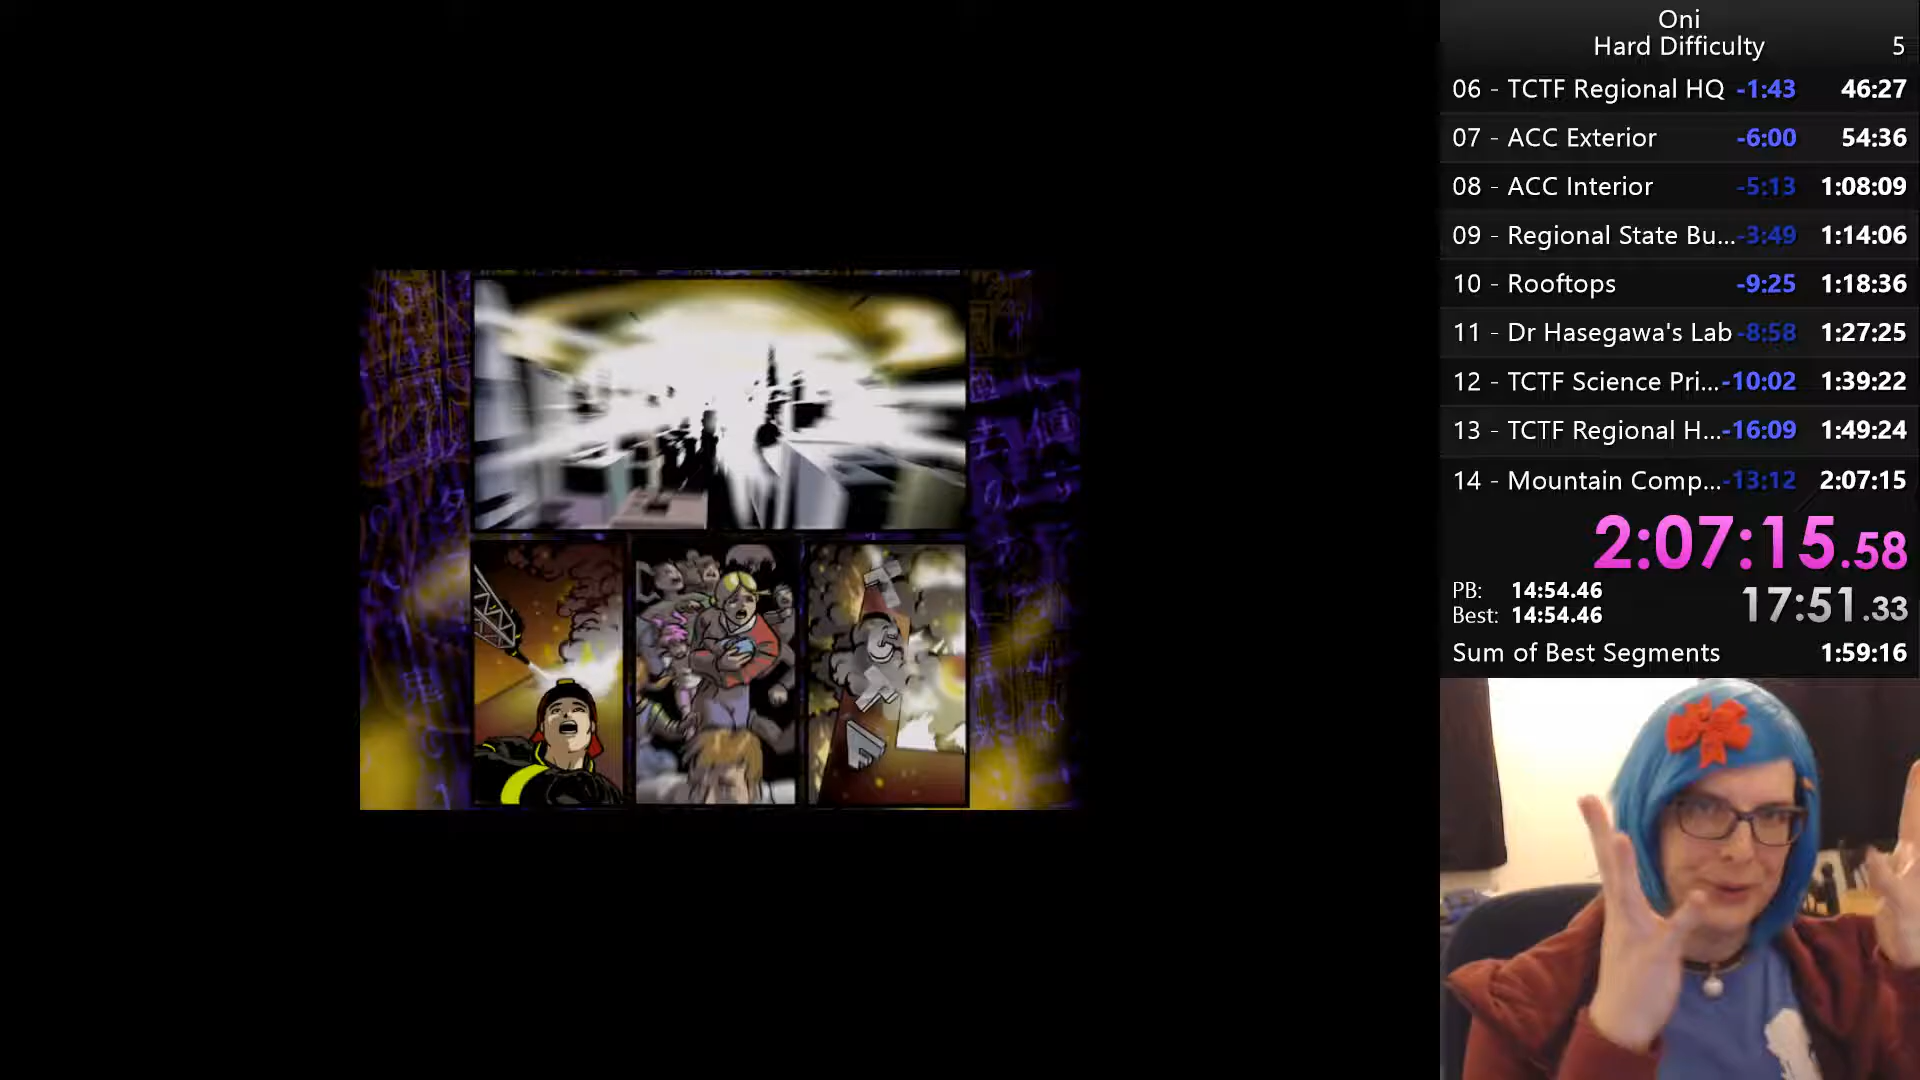 Oni
Hard Difficulty 5
06 - TCTF Regional HQ -1:43 46:27
07 - ACC Exterior -6:00 54:36
08 - ACC Interior -5:13 1:08:09
09 - Regional State Bu... -3:49 1:14:06
10 - Rooftops -9:25 1:18:36
11 - Dr Hasegawa's Lab -8:58 1:27:25
12 - TCTF Science Pri... -10:02 1:39:22
13 - TCTF Regional H... -16:09 1:49:24
14 - Mountain Comp... -13:12 2:07:15
2:07:15.58
PB: 14:54.46
Best: 14:54.46
17:51.33
Sum of Best Segments 1:59:16